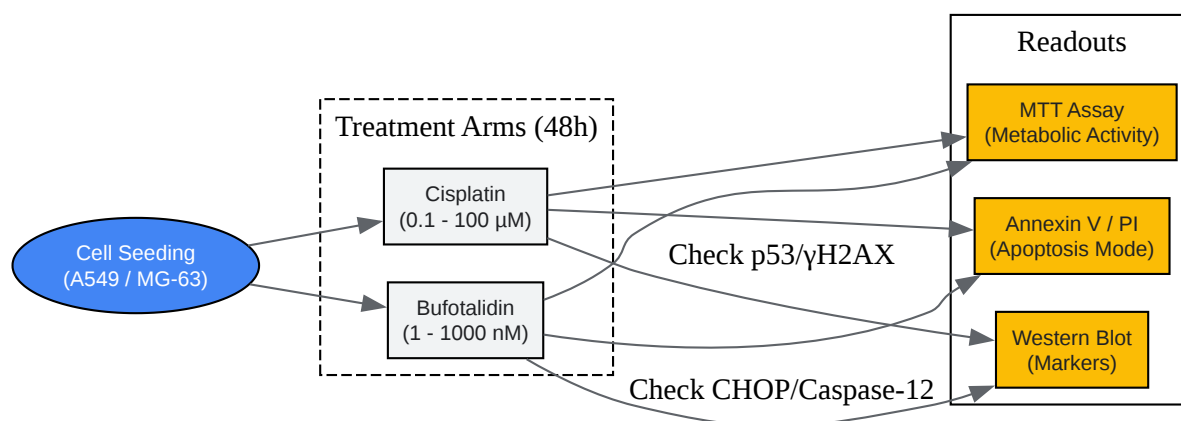 Readouts
MTT Assay
(Metabolic Activity)
Treatment Arms (48h)
Cisplatin
(0.1 - 100 µM)
Annexin V / PI
(Apoptosis Mode)
Cell Seeding
(A549 / MG-63)
Check p53/γH2AX
Bufotalidin
(1 - 1000 nM)
Western Blot
(Markers)
Check CHOP/Caspase-12